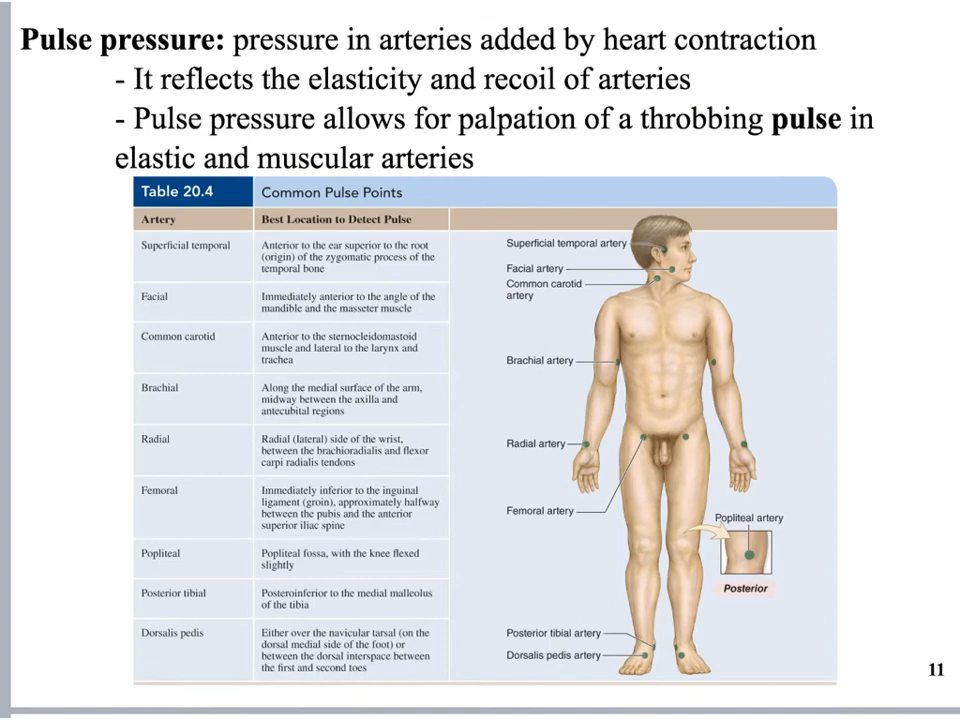 Pulse pressure: pressure in arteries added by heart contraction
- It reflects the elasticity and recoil of arteries
- Pulse pressure allows for palpation of a throbbing pulse in
elastic and muscular arteries
Table 20.4 Common Pulse Points
Artery Best Location to Detect Pulse
Superficial temporal Anterior to the ear superior to the root
(origin) of the zygomatic process of the
temporal bone
Facial Immediately anterior to the angle of the
mandible and the masseter muscle
Common carotid Anterior to the sternocleidomastoid
muscle and lateral to the larynx and
trachea
Brachial Along the medial surface of the arm,
midway between the axilla and
antecubital regions
Radial Radial (lateral) side of the wrist,
between the brachioradialis and flexor
carpi radialis tendons
Femoral Immediately inferior to the inguinal
ligament (groin), approximately halfway
between the pubis and the anterior
superior iliac spine
Popliteal Popliteal fossa, with the knee flexed
slightly
Posterior tibial Posteroinferior to the medial malleolus
of the tibia
Dorsalis pedis Either over the navicular tarsal (on the
dorsal medial side of the foot) or
between the dorsal interspace between
the first and second toes
Superficial temporal artery
Facial artery
Common carotid
artery
Brachial artery
Radial artery
Femoral artery
Popliteal artery
Posterior
Posterior tibial artery
Dorsalis pedis artery
11